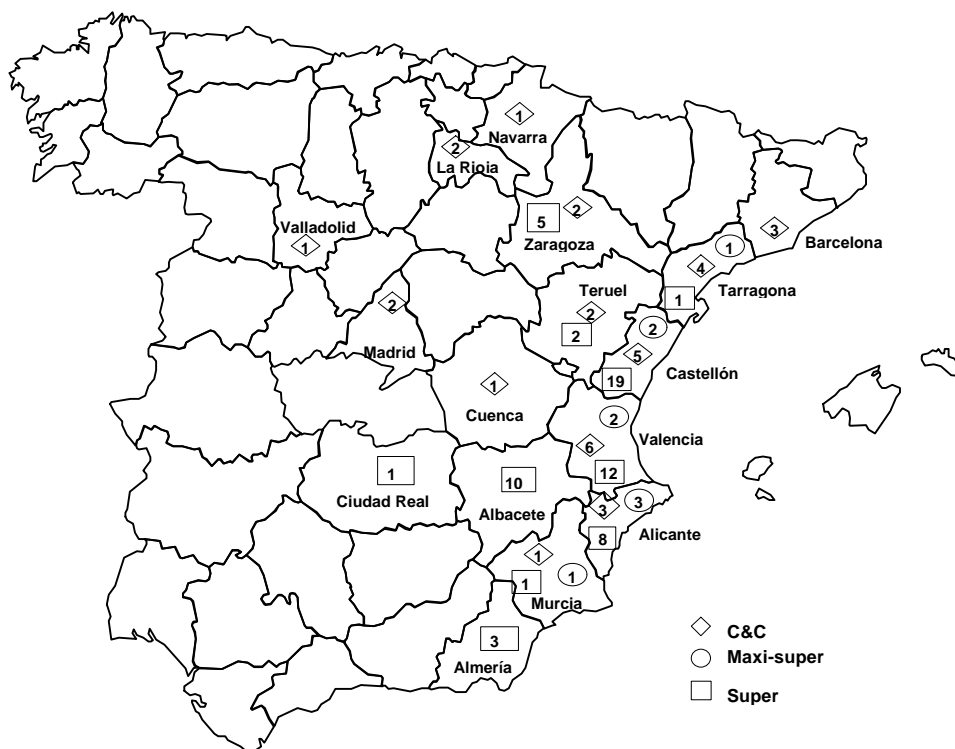 1
Navarra
2
La Rioja
2
5
Zaragoza
Valladolid
1
3
Barcelona
1
4
Tarragona
1
Teruel
2
2
2
Madrid
2
5
Castellón
19
1
Cuenca
2
Valencia
6
12
1
Ciudad Real
10
Albacete
3
3
Alicante
8
1
1
1
Murcia
3
Almería
C&C
Maxi-super
Super